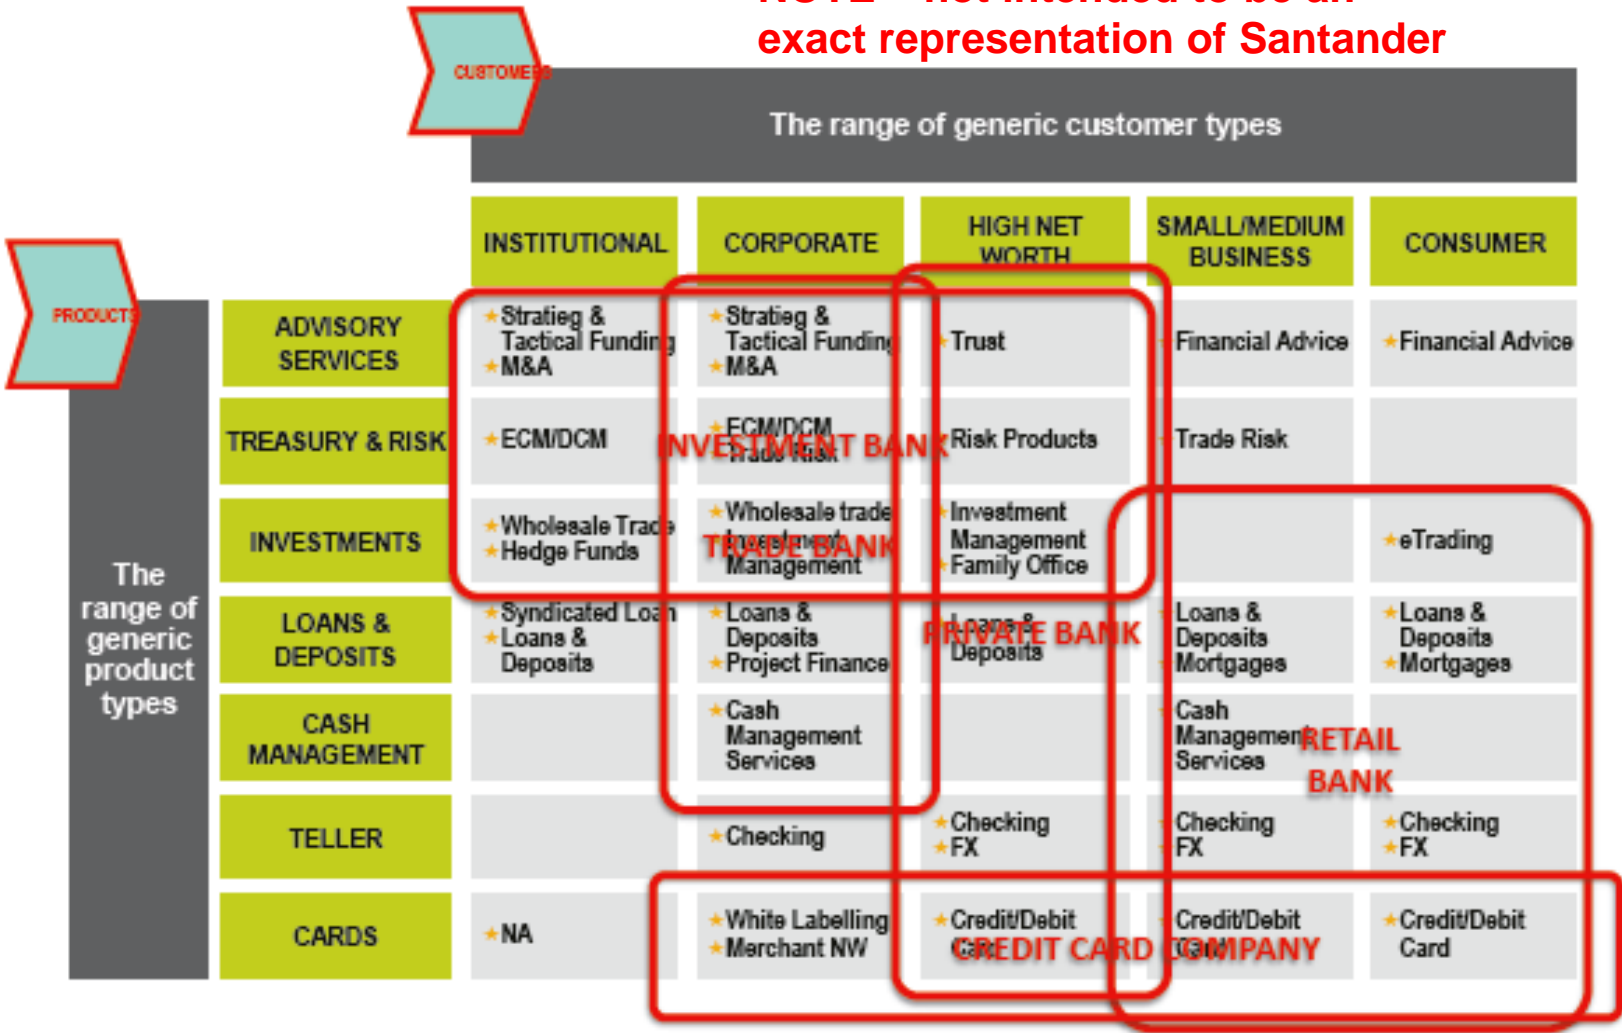 exact representation of Santander
CUSTOMERS
The range of generic customer types
INSTITUTIONAL
CORPORATE
HIGH NET
WORTH
SMALL/MEDIUM
BUSINESS
CONSUMER
PRODUCTS
The
range of
generic
product
types
ADVISORY
SERVICES
Stratieg &
Tactical Funding
M&A
Stratieg &
Tactical Funding
M&A
Trust
Financial Advice
Financial Advice
TREASURY & RISK
ECM/DCM
ECM/DCM
Trade Risk
Risk Products
Trade Risk
INVESTMENT BANK
INVESTMENTS
Wholesale Trade
Hedge Funds
Wholesale trade
Investment
Management
Investment
Management
Family Office
eTrading
TRADE BANK
LOANS &
DEPOSITS
Syndicated Loan
Loans &
Deposits
Loans &
Deposits
Project Finance
Loans &
Deposits
Loans &
Deposits
Mortgages
Loans &
Deposits
Mortgages
PRIVATE BANK
CASH
MANAGEMENT
Cash
Management
Services
Cash
Management
Services
RETAIL
BANK
TELLER
Checking
Checking
FX
Checking
FX
Checking
FX
CARDS
NA
White Labelling
Merchant NW
Credit/Debit
Card
Credit/Debit
Card
Credit/Debit
Card
CREDIT CARD COMPANY